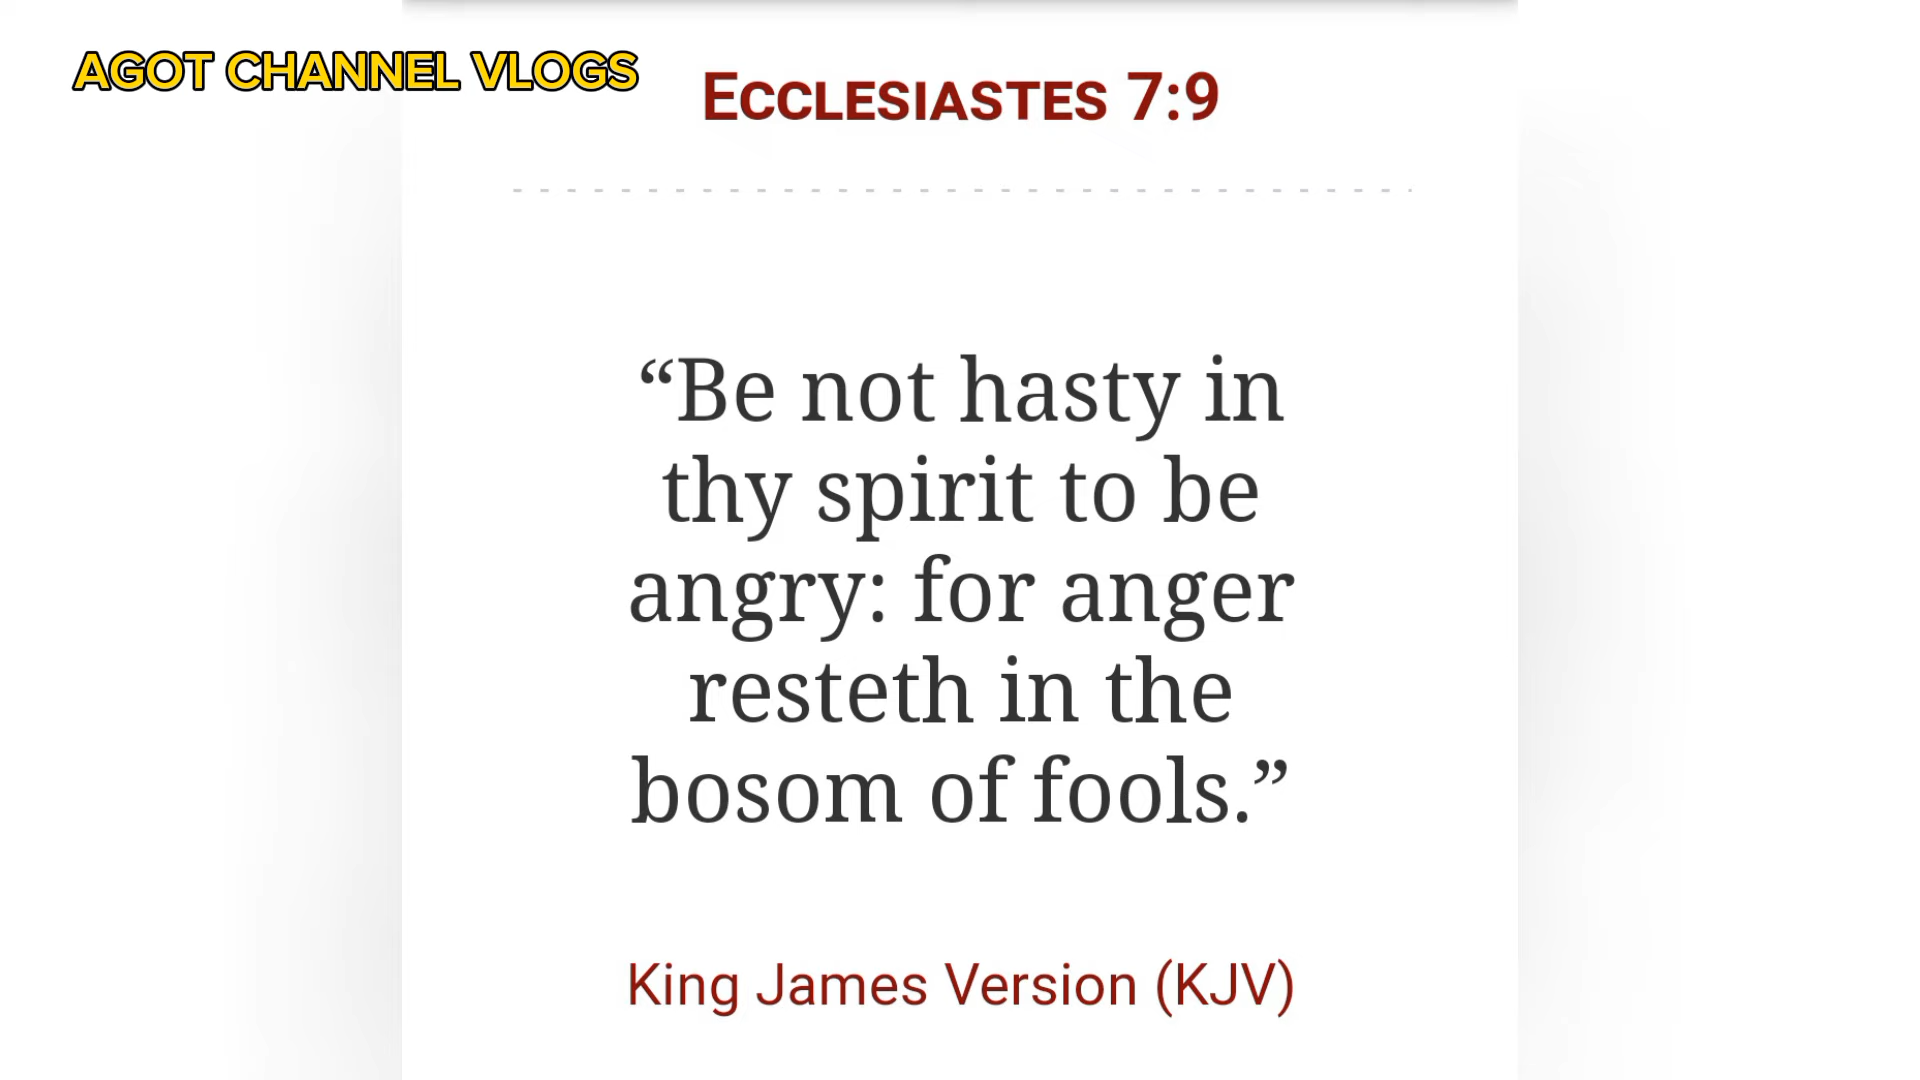 AGOT CHANNEL VLOGS
ECCLESIASTES 7:9
“Be not hasty in
thy spirit to be
angry: for anger
resteth in the
bosom of fools.”
King James Version (KJV)